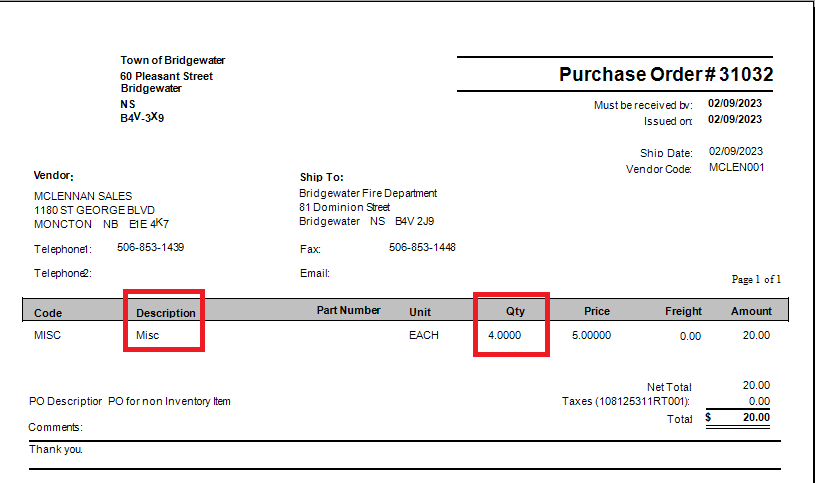 Town of Bridgewater
60 Pleasant Street
Bridgewater
NS
B4V-3X9
Purchase Order # 31032
Must be received by: 02/09/2023
Issued on: 02/09/2023
Ship Date: 02/09/2023
Vendor Code: MCLEN001
Vendor:
MCLENNAN SALES
1180 ST GEORGE BLVD
MONCTON NB E1E 4K7
Telephone1: 506-853-1439
Telephone2:
Ship To:
Bridgewater Fire Department
81 Dominion Street
Bridgewater NS B4V 2J9
Fax: 506-853-1448
Email:
Page 1 of 1
Code Description Part Number Unit Qty Price Freight Amount
MISC Misc EACH 4.0000 5.00000 0.00 20.00
Net Total 20.00
PO Description PO for non Inventory Item
Taxes (108125311RT001): 0.00
Total $ 20.00
Comments:
Thank you.